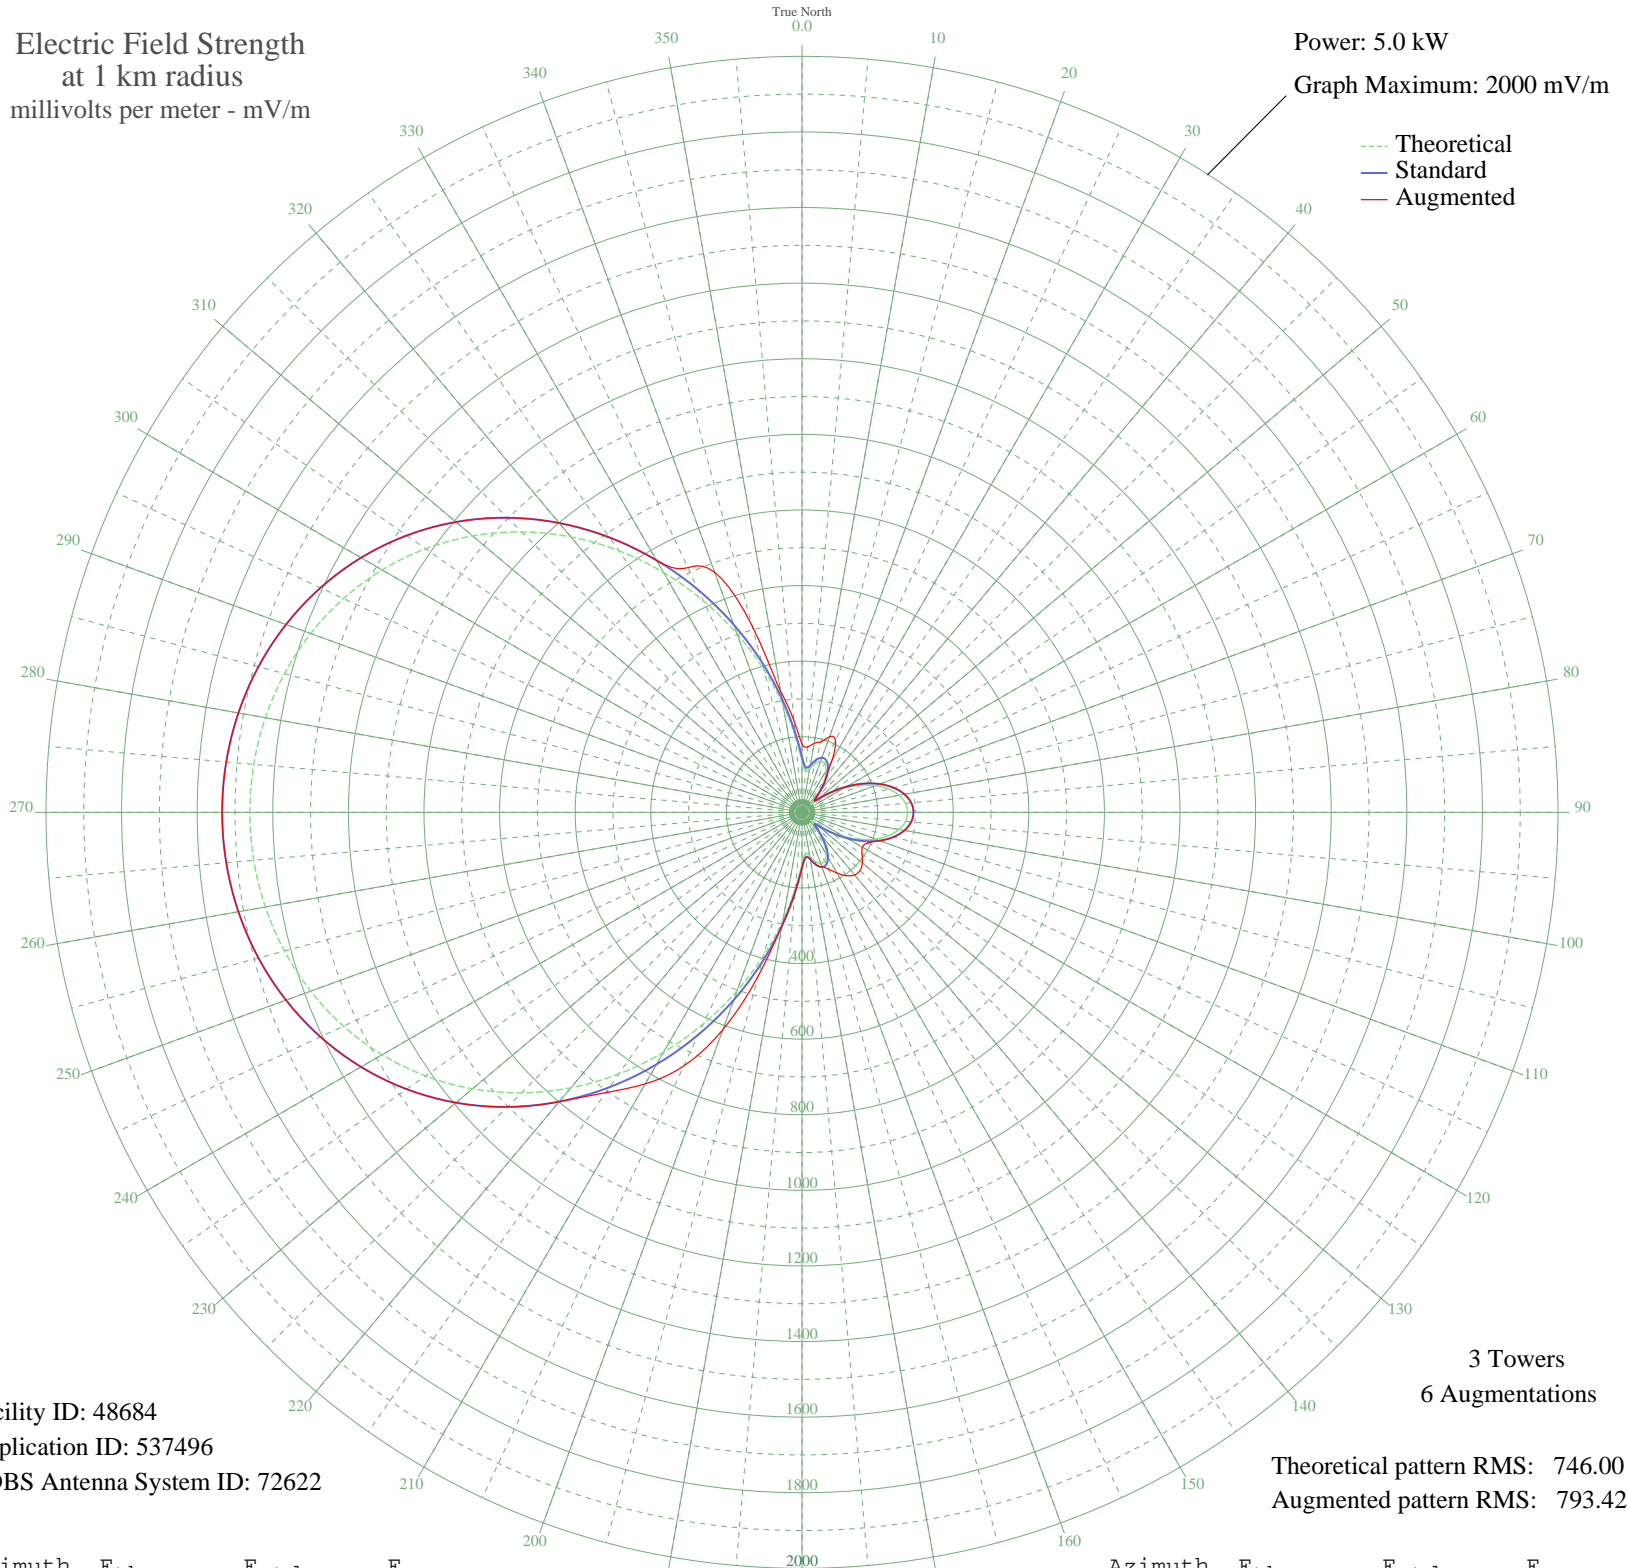 True North
Electric Field Strength
at 1 km radius
millivolts per meter - mV/m
Power: 5.0 kW
Graph Maximum: 2000 mV/m
Theoretical
Standard
Augmented
0.0
10
20
30
40
50
60
70
80
90
100
110
120
130
140
150
160
200
210
220
230
240
250
260
270
280
290
300
310
320
330
340
350
400
600
800
1000
1200
1400
1600
1800
2000
3 Towers
6 Augmentations
cility ID: 48684
plication ID: 537496
DBS Antenna System ID: 72622
Theoretical pattern RMS: 746.00
Augmented pattern RMS: 793.42
Azimuth